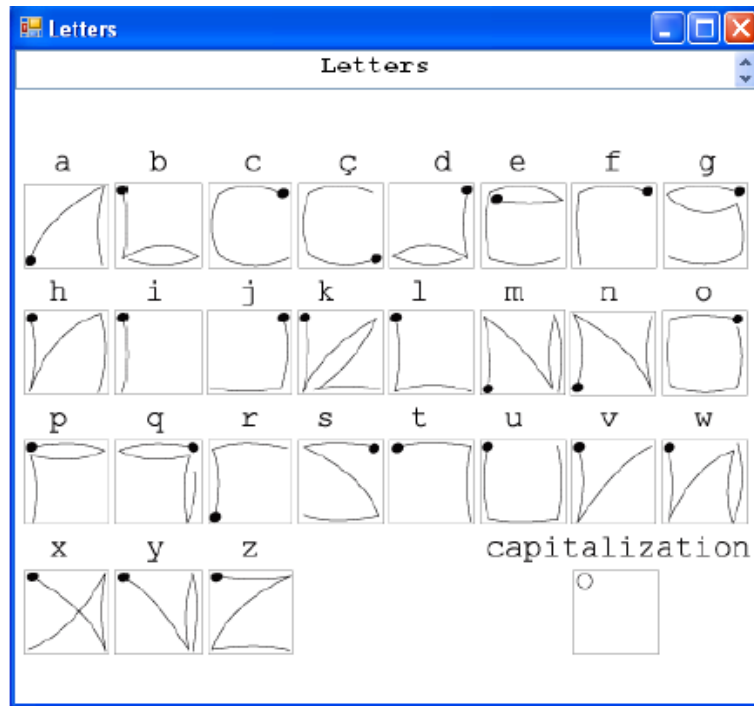 Letters
Letters
a b c ç d e f g
h i j k l m n o
p q r s t u v w
x y z capitalization